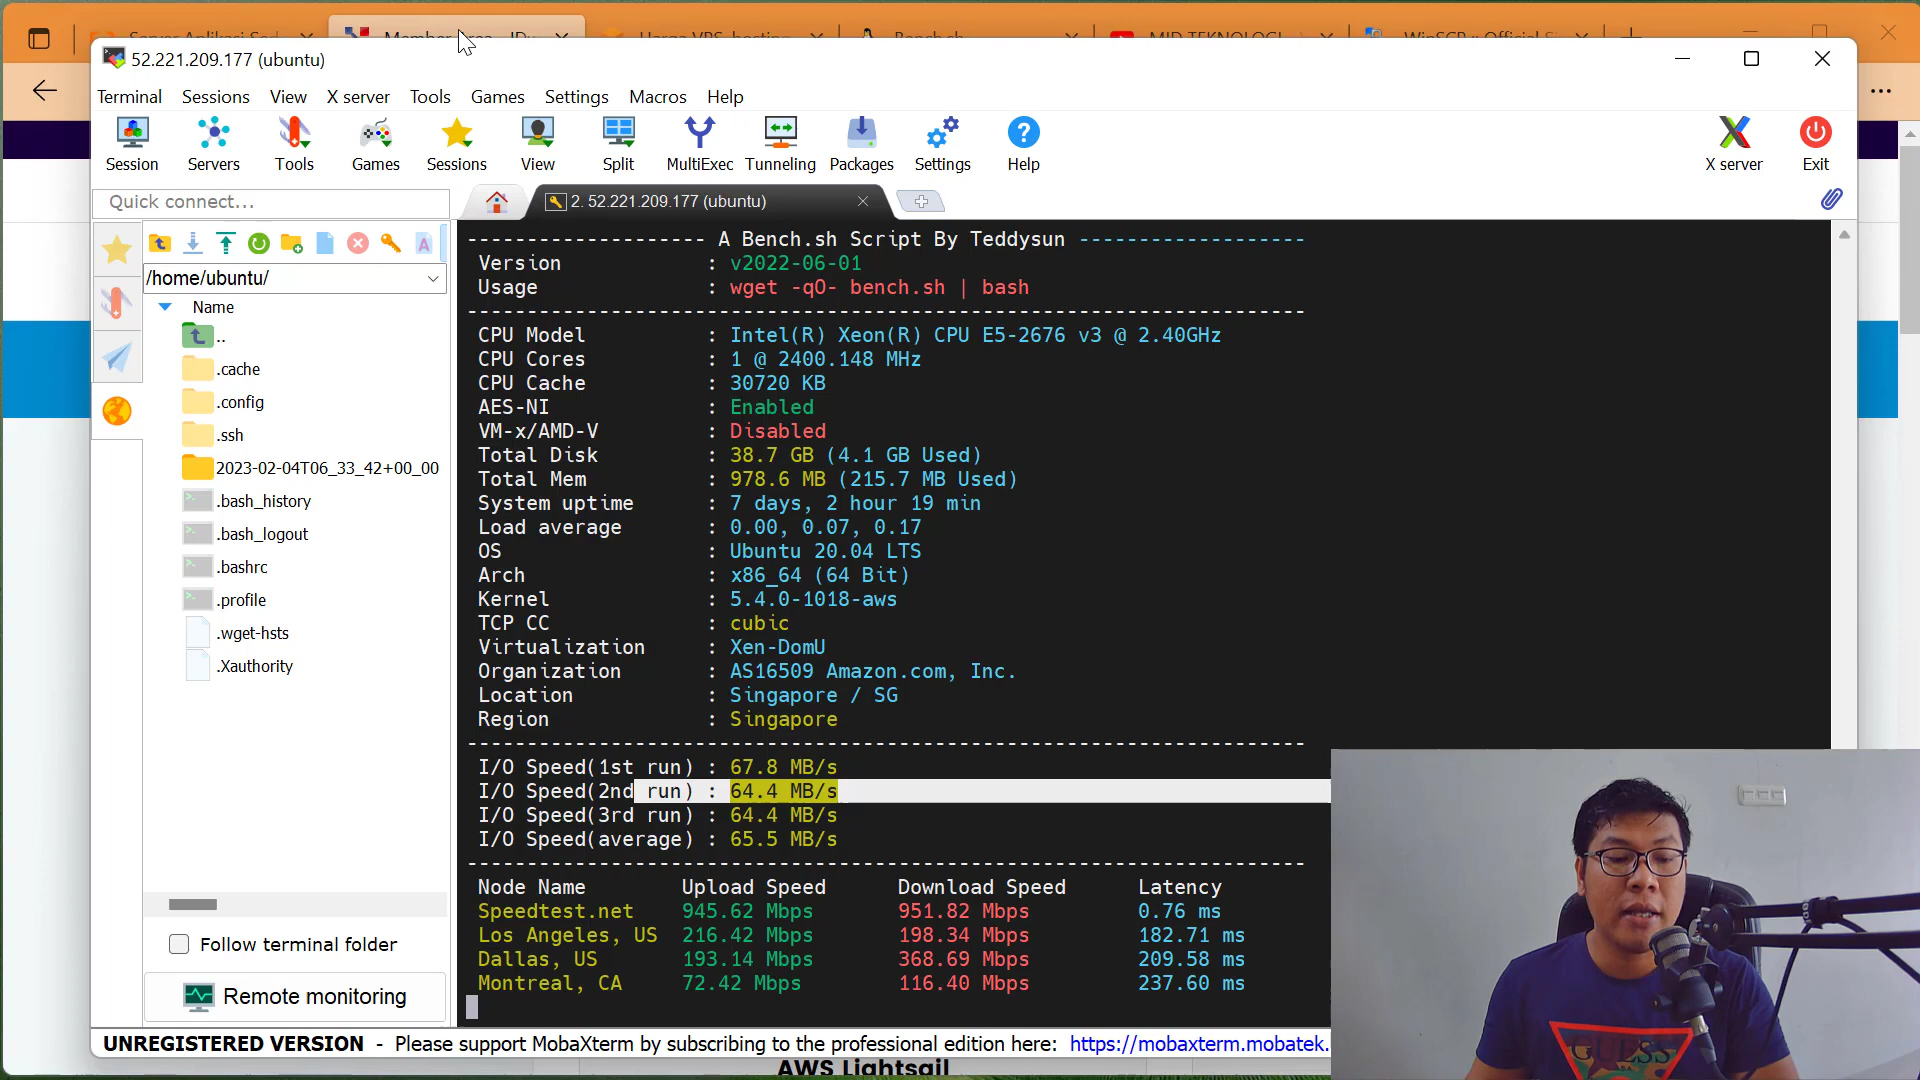 Member Area
Harga VPS, hosting
Bench.sh
MID TEKNOLOGI
WinSCP :: Official Si
52.221.209.177 (ubuntu)
Terminal Sessions View X server Tools Games Settings Macros Help
Session Servers Tools Games Sessions View Split MultiExec Tunneling Packages Settings Help X server Exit
Quick connect...
2. 52.221.209.177 (ubuntu)
/home/ubuntu/
Name
..
.cache
.config
.ssh
2023-02-04T06_33_42+00_00
.bash_history
.bash_logout
.bashrc
.profile
.wget-hsts
.Xauthority
Follow terminal folder
Remote monitoring
-------------------- A Bench.sh Script By Teddysun -------------------
Version : v2022-06-01
Usage : wget -qO- bench.sh | bash
----------------------------------------------------------------------
CPU Model : Intel(R) Xeon(R) CPU E5-2676 v3 @ 2.40GHz
CPU Cores : 1 @ 2400.148 MHz
CPU Cache : 30720 KB
AES-NI : Enabled
VM-x/AMD-V : Disabled
Total Disk : 38.7 GB (4.1 GB Used)
Total Mem : 978.6 MB (215.7 MB Used)
System uptime : 7 days, 2 hour 19 min
Load average : 0.00, 0.07, 0.17
OS : Ubuntu 20.04 LTS
Arch : x86_64 (64 Bit)
Kernel : 5.4.0-1018-aws
TCP CC : cubic
Virtualization : Xen-DomU
Organization : AS16509 Amazon.com, Inc.
Location : Singapore / SG
Region : Singapore
----------------------------------------------------------------------
I/O Speed(1st run) : 67.8 MB/s
I/O Speed(2nd run) : 64.4 MB/s
I/O Speed(3rd run) : 64.4 MB/s
I/O Speed(average) : 65.5 MB/s
----------------------------------------------------------------------
Node Name Upload Speed Download Speed Latency
Speedtest.net 945.62 Mbps 951.82 Mbps 0.76 ms
Los Angeles, US 216.42 Mbps 198.34 Mbps 182.71 ms
Dallas, US 193.14 Mbps 368.69 Mbps 209.58 ms
Montreal, CA 72.42 Mbps 116.40 Mbps 237.60 ms
UNREGISTERED VERSION - Please support MobaXterm by subscribing to the professional edition here: https://mobaxterm.mobatek.
AWS Lightsail
GUESS